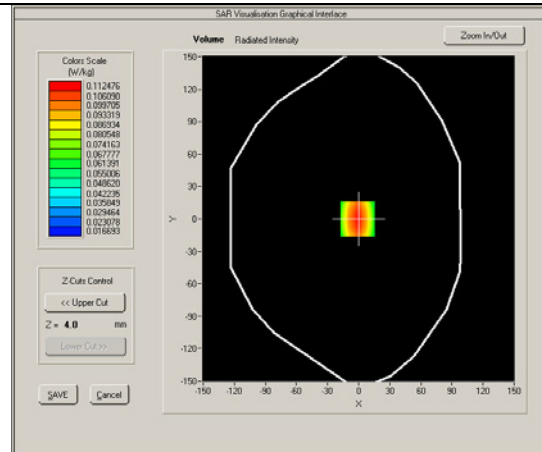 SAR Visualisation Graphical Interface
Volume Radiated Intensity
Zoom In/Out
Colors Scale
(W/kg)
0.112476
0.106090
0.099705
0.093319
0.086934
0.080548
0.074163
0.067777
0.061391
0.055006
0.048620
0.042235
0.035849
0.029464
0.023078
0.016693
Z-Cuts Control
<< Upper Cut
Z = 4.0 mm
Lower Cut >>
SAVE Cancel
150
120
90
60
30
0
-30
-60
-90
-120
-150
Y
-150 -120 -90 -60 -30 0 30 60 90 120 150
X